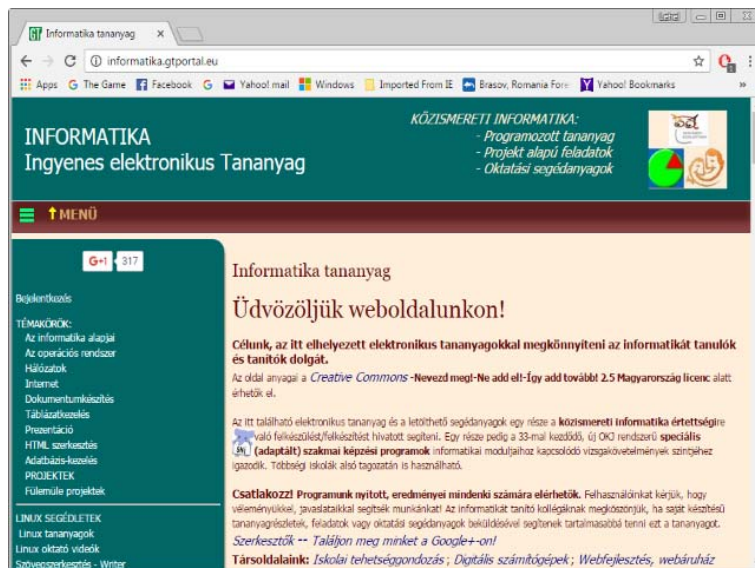 Informatika tananyag
informatika.gtportal.eu
Apps The Game Facebook G Yahoo! mail Windows Imported From IE Brasov, Romania Fore Yahoo! Bookmarks »
INFORMATIKA
Ingyenes elektronikus Tananyag
KÖZISMERETI INFORMATIKA:
- Programozott tananyag
- Projekt alapú feladatok
- Oktatási segédanyagok
MENÜ
G+1 317
Bejelentkezés
TÉMAKÖRÖK:
Az informatika alapjai
Az operációs rendszer
Hálózatok
Internet
Dokumentumkészítés
Táblázatkezelés
Prezentáció
HTML szerkesztés
Adatbázis-kezelés
PROJEKTEK
Fülemüle projektek
LINUX SEGÉDLETEK
Linux tananyagok
Linux oktató videók
Szövegszerkesztés - Writer
Informatika tananyag
Üdvözöljük weboldalunkon!
Célunk, az itt elhelyezett elektronikus tananyagokkal megkönnyíteni az informatikát tanulók
és tanítók dolgát.
Az oldal anyagai a Creative Commons -Nevezd meg!-Ne add el!-Így add tovább! 2.5 Magyarország licenc alatt
érhetők el.
Az itt található elektronikus tananyag és a letölthető segédanyagok egy része a közismereti informatika érettségire
való felkészülést/felkészítést hivatott segíteni. Egy része pedig a 33-mal kezdődő, új OKJ rendszerű speciális
(adaptált) szakmai képzési programok informatikai moduljaihoz kapcsolódó vizsgakövetelmények szintjéhez
igazodik. Többségi iskolák alsó tagozatán is használható.
Csatlakozz! Programunk nyitott, eredményei mindenki számára elérhetők. Felhasználóinkat kérjük, hogy
véleményükkel, javaslataikkal segítsék munkánkat! Az informatikát tanító kollégáknak megköszönjük, ha saját készítésű
tananyagrészletek, feladatok vagy oktatási segédanyagok beküldésével segítenek tartalmasabbá tenni ezt a tananyagot.
Szerkesztők -- Találjon meg minket a Google+-on!
Társoldalaink: Iskolai tehetséggondozás ; Digitális számítógépek ; Webfejlesztés, webáruház